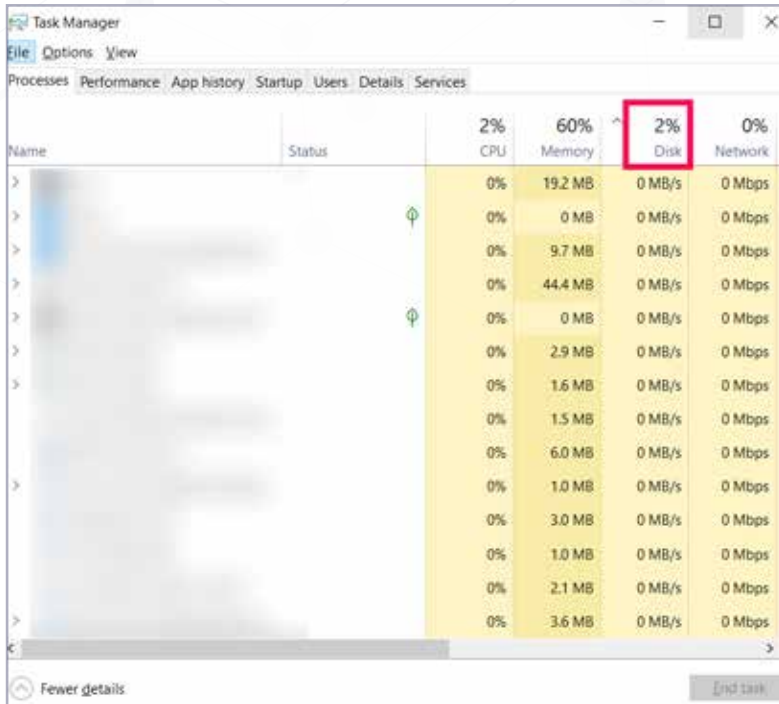 Task Manager
File Options View
Processes Performance App history Startup Users Details Services
2% 60% 2% 0%
Name Status CPU Memory Disk Network
0% 19.2 MB 0 MB/s 0 Mbps
0% 0 MB 0 MB/s 0 Mbps
0% 9.7 MB 0 MB/s 0 Mbps
0% 44.4 MB 0 MB/s 0 Mbps
0% 0 MB 0 MB/s 0 Mbps
0% 2.9 MB 0 MB/s 0 Mbps
0% 1.6 MB 0 MB/s 0 Mbps
0% 1.5 MB 0 MB/s 0 Mbps
0% 6.0 MB 0 MB/s 0 Mbps
0% 1.0 MB 0 MB/s 0 Mbps
0% 3.0 MB 0 MB/s 0 Mbps
0% 1.0 MB 0 MB/s 0 Mbps
0% 2.1 MB 0 MB/s 0 Mbps
0% 3.6 MB 0 MB/s 0 Mbps
Fewer details End task